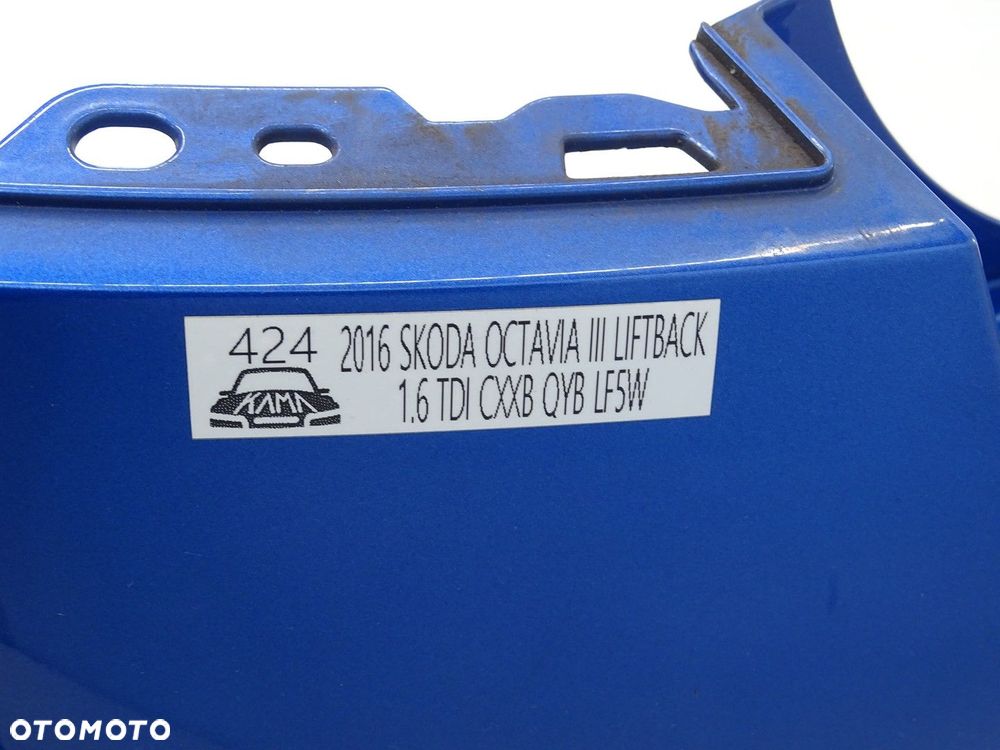 424 2016 SKODA OCTAVIA III LIFTBACK
KAMA 1.6 TDI CXXB QYB LF5W
OTOMOTO